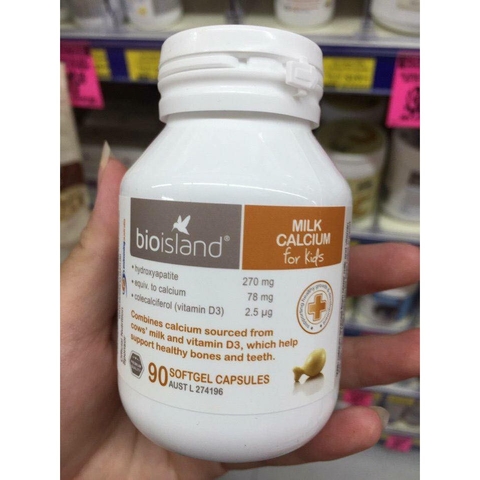 bioisland®
MILK
CALCIUM
for kids
• hydroxyapatite 270 mg
• equiv. to calcium 78 mg
• colecalciferol (vitamin D3) 2.5 µg
Combines calcium sourced from
cows' milk and vitamin D3, which help
support healthy bones and teeth.
90 SOFTGEL CAPSULES
AUST L 274196